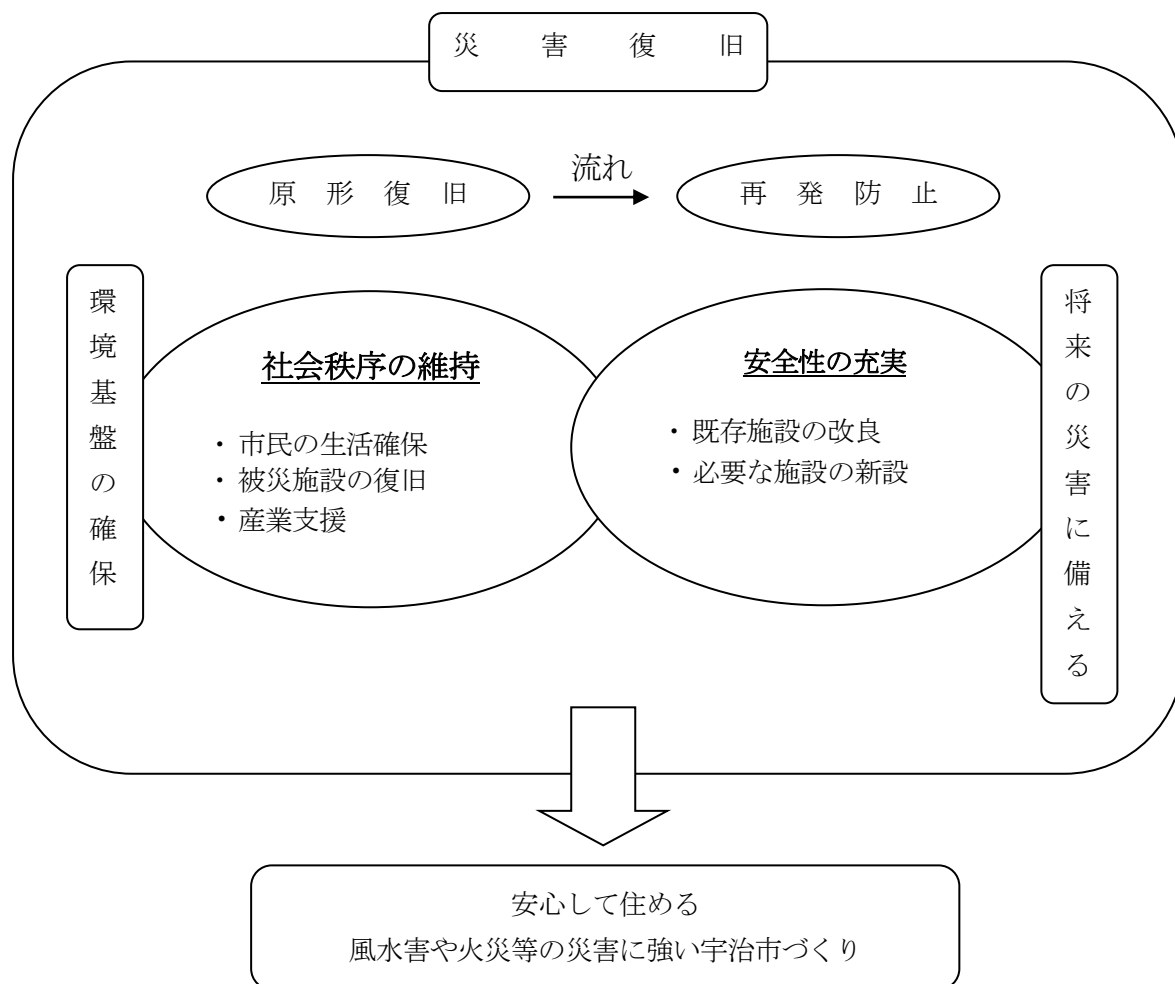 災害復旧
流れ
原形復旧
再発防止
環境基盤の確保
社会秩序の維持
・市民の生活確保
・被災施設の復旧
・産業支援
安全性の充実
・既存施設の改良
・必要な施設の新設
将来の災害に備える
安心して住める
風水害や火災等の災害に強い宇治市づくり